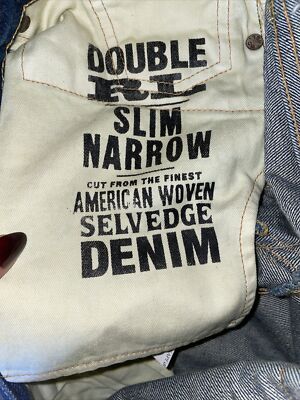 DOUBLE
RL
SLIM
NARROW
CUT FROM THE FINEST
AMERICAN WOVEN
SELVEDGE
DENIM